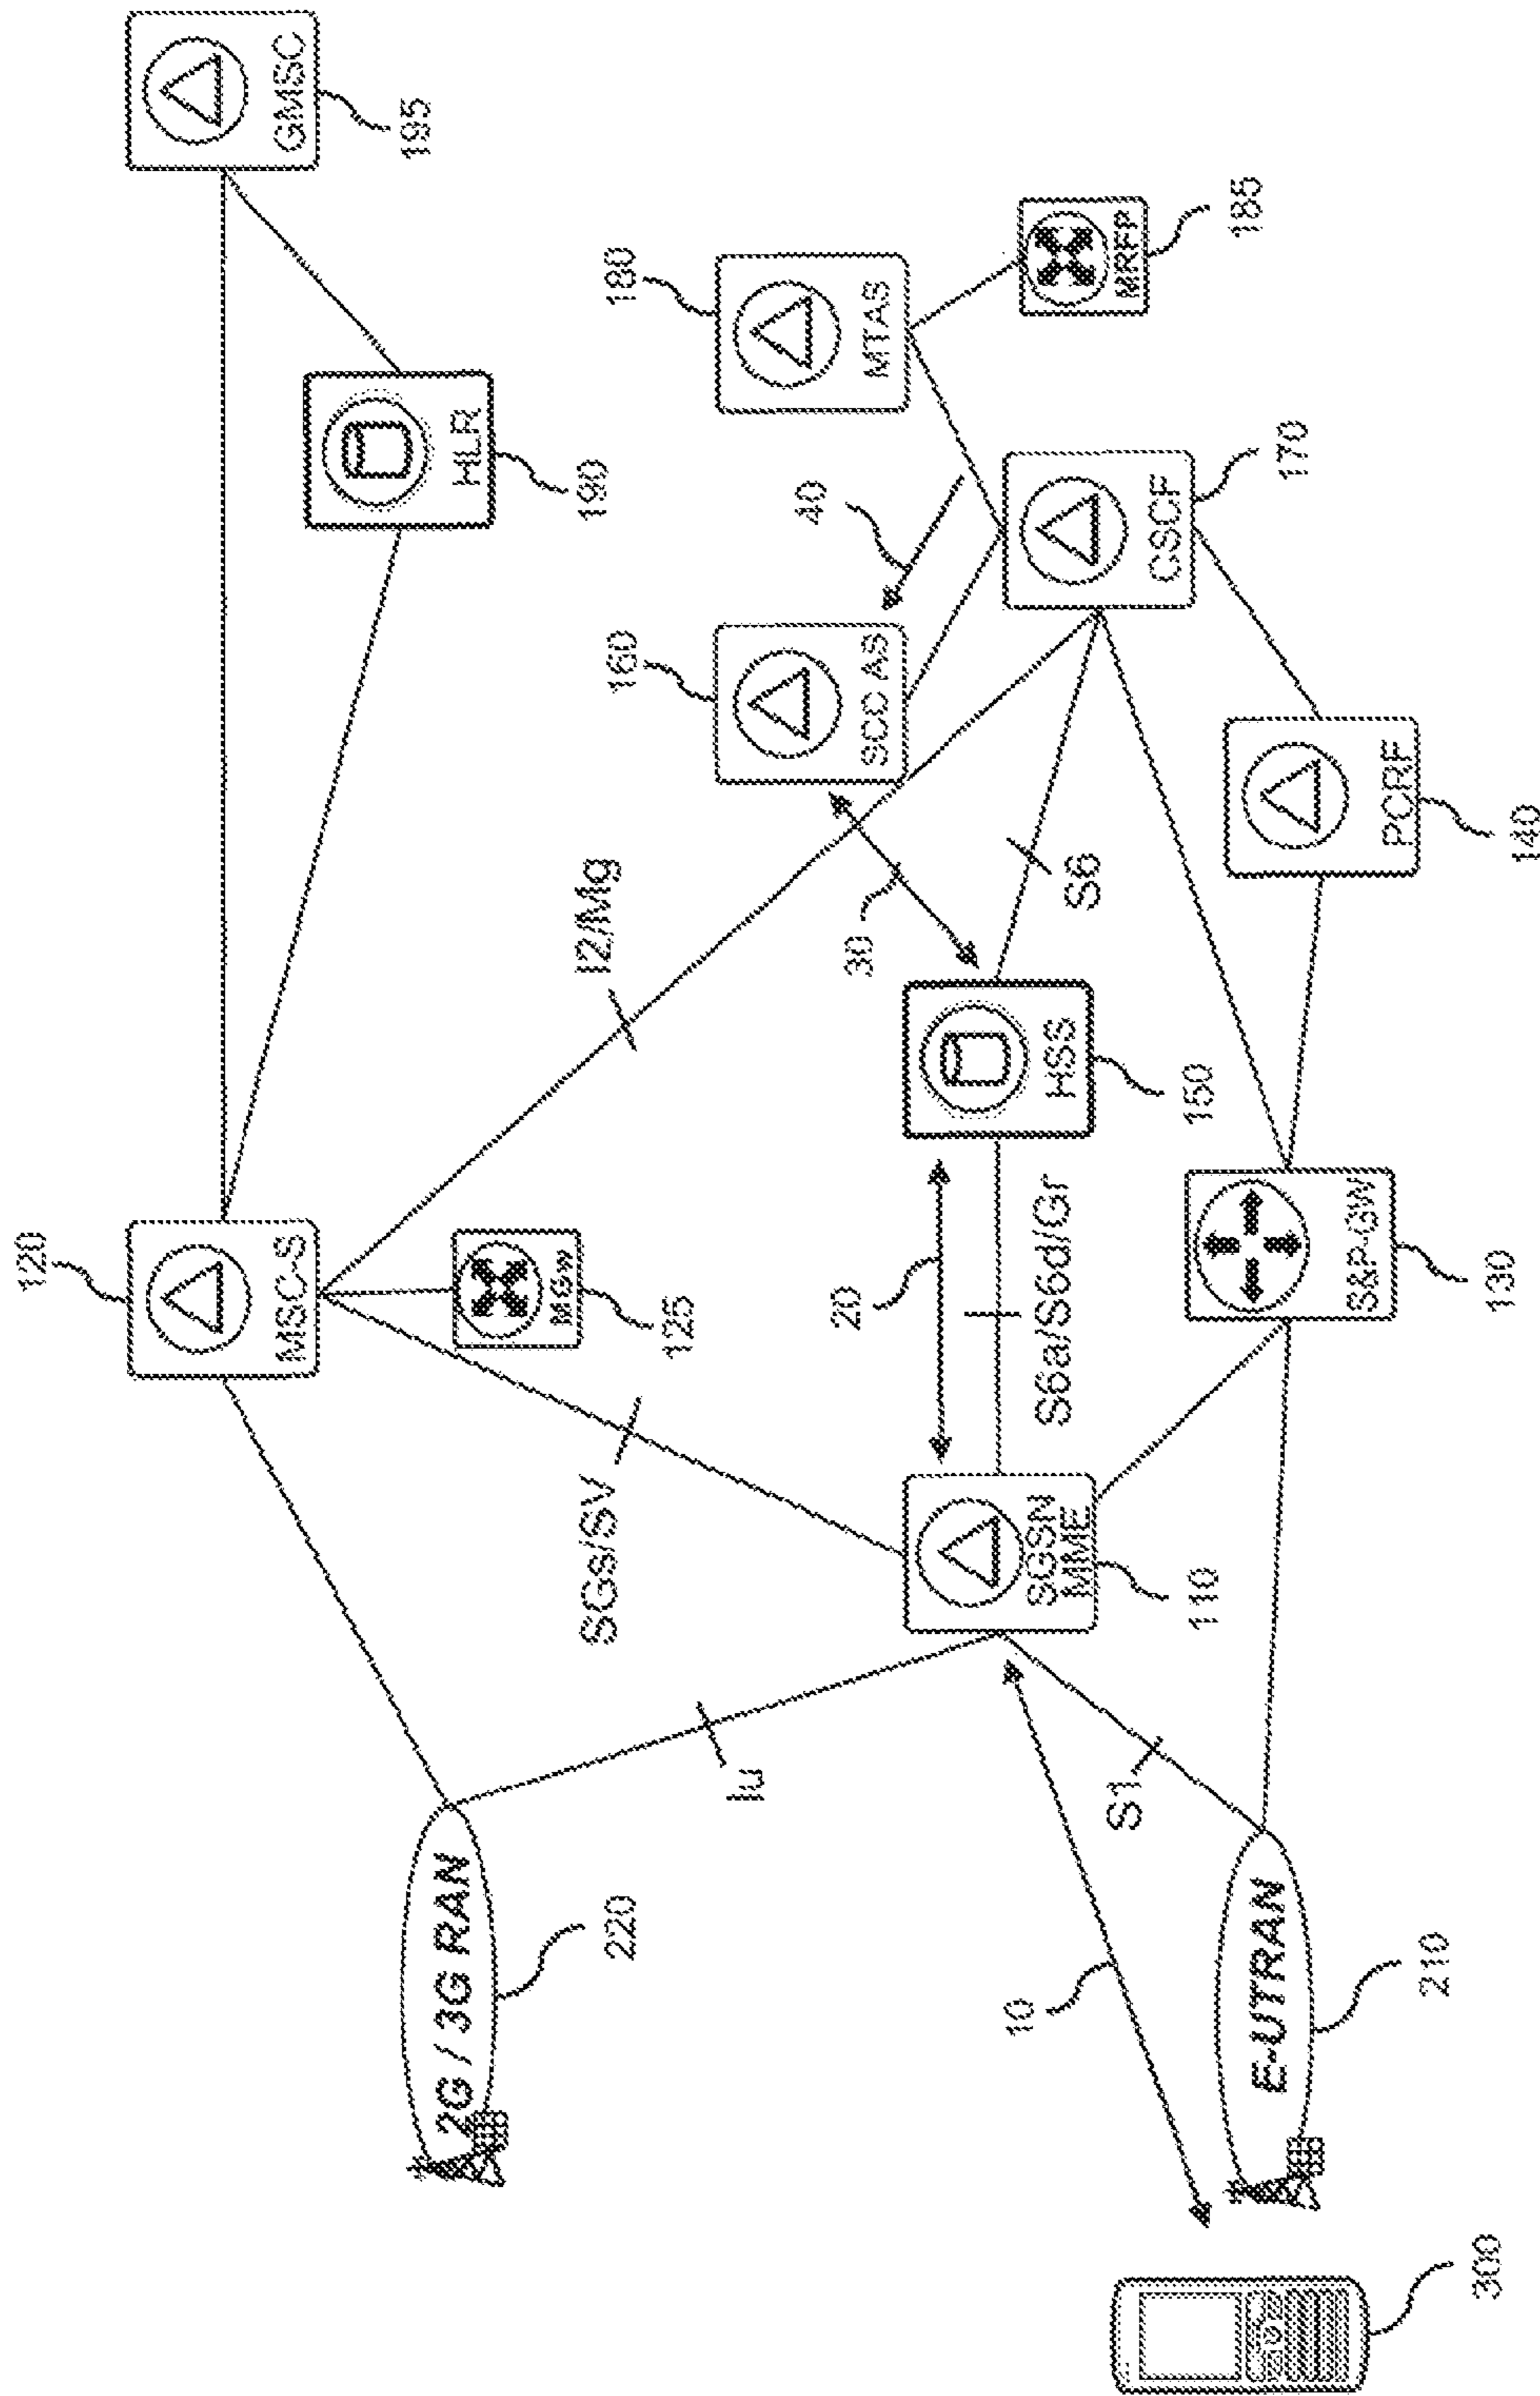 120
MSC-S
GMSC
195
HLR
190
2G / 3G RAN
220
SGs/SV
MGw
125
I2/Mg
160
SCC AS
40
180
MTAS
Iu
20
30
SGSN
MME
110
S6a/S6d/Gr
HSS
150
S6
CSCF
170
MRFP
185
10
S1
E-UTRAN
210
S&P-GW
130
PCRF
140
300